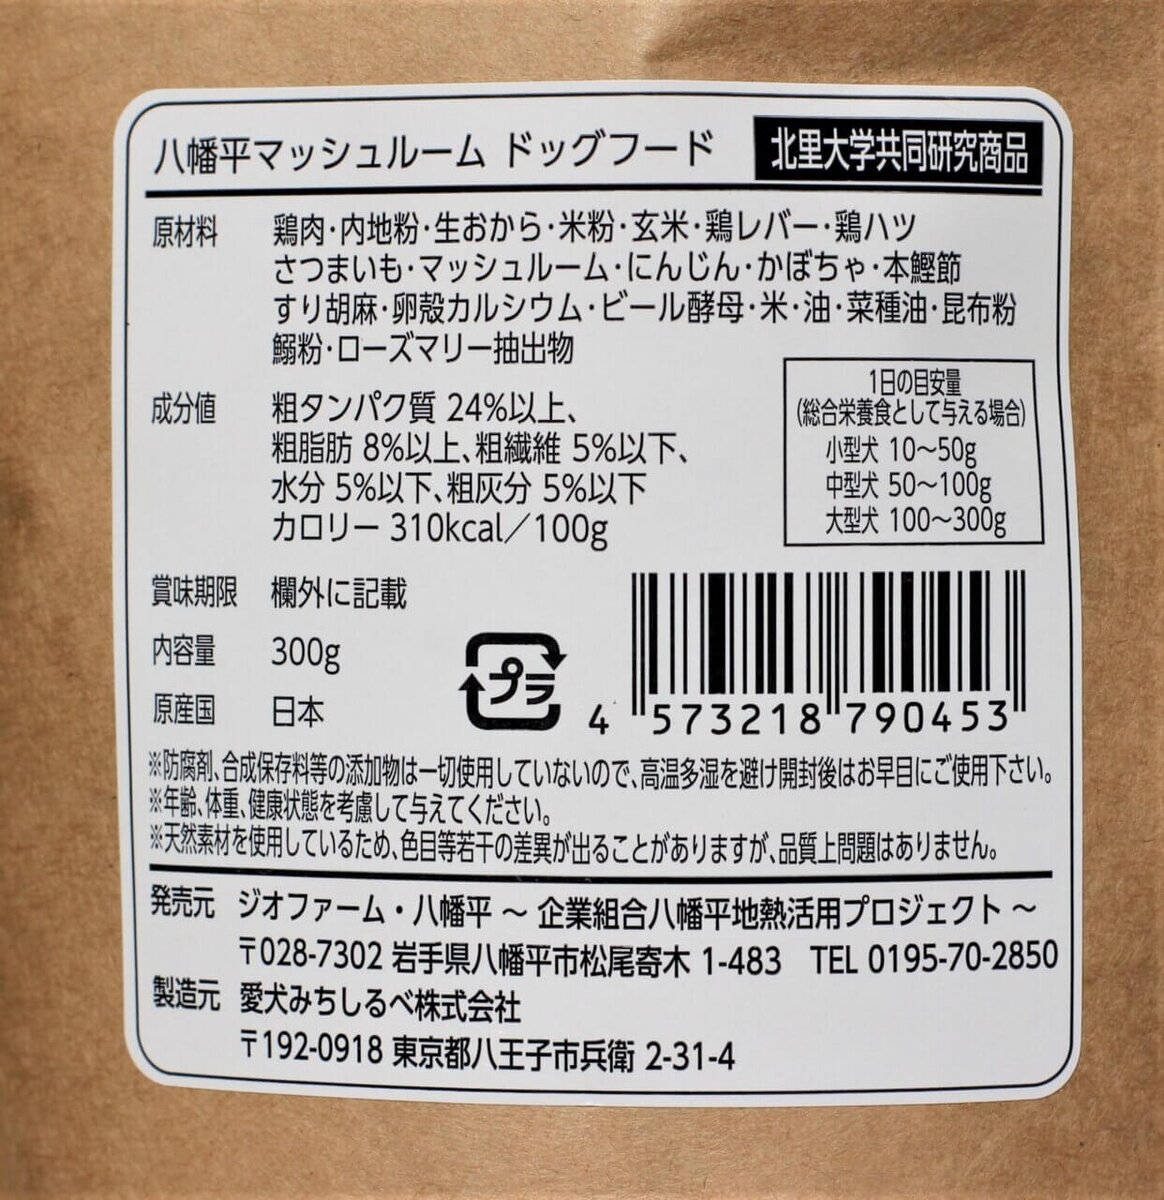 八幡平マッシュルーム ドッグフード 北里大学共同研究商品
原材料 鶏肉・内地粉・生おから・米粉・玄米・鶏レバー・鶏ハツ
さつまいも・マッシュルーム・にんじん・かぼちゃ・本鰹節
すり胡麻・卵殻カルシウム・ビール酵母・米・油・菜種油・昆布粉
鰯粉・ローズマリー抽出物
成分値 粗タンパク質 24%以上、
粗脂肪 8%以上、粗繊維 5%以下、
水分 5%以下、粗灰分 5%以下
カロリー 310kcal／100g
1日の目安量
(総合栄養食として与える場合)
小型犬 10〜50g
中型犬 50〜100g
大型犬 100〜300g
賞味期限 欄外に記載
内容量 300g
原産国 日本
プラ
4 573218 790453
※防腐剤、合成保存料等の添加物は一切使用していないので、高温多湿を避け開封後はお早目にご使用下さい。
※年齢、体重、健康状態を考慮して与えてください。
※天然素材を使用しているため、色目等若干の差異が出ることがありますが、品質上問題はありません。
発売元 ジオファーム・八幡平 〜 企業組合八幡平地熱活用プロジェクト 〜
〒028-7302 岩手県八幡平市松尾寄木 1-483 TEL 0195-70-2850
製造元 愛犬みちしるべ株式会社
〒192-0918 東京都八王子市兵衛 2-31-4